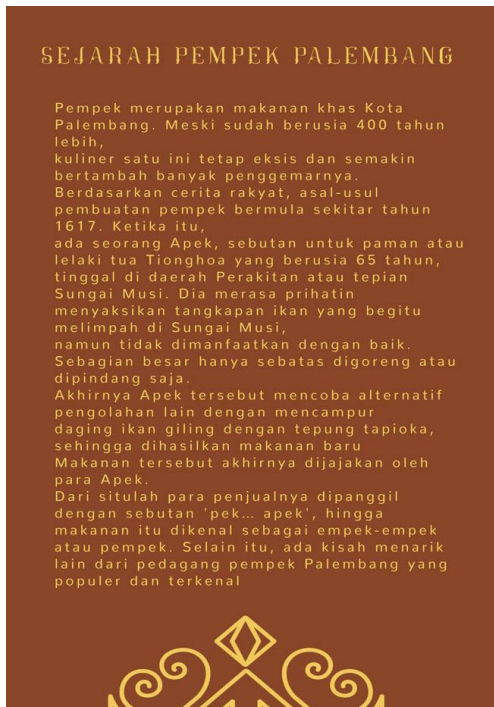 SEJARAH PEMPEK PALEMBANG
Pempek merupakan makanan khas Kota
Palembang. Meski sudah berusia 400 tahun
lebih,
kuliner satu ini tetap eksis dan semakin
bertambah banyak penggemarnya.
Berdasarkan cerita rakyat, asal-usul
pembuatan pempek bermula sekitar tahun
1617. Ketika itu,
ada seorang Apek, sebutan untuk paman atau
lelaki tua Tionghoa yang berusia 65 tahun,
tinggal di daerah Perakitan atau tepian
Sungai Musi. Dia merasa prihatin
menyaksikan tangkapan ikan yang begitu
melimpah di Sungai Musi,
namun tidak dimanfaatkan dengan baik.
Sebagian besar hanya sebatas digoreng atau
dipindang saja.
Akhirnya Apek tersebut mencoba alternatif
pengolahan lain dengan mencampur
daging ikan giling dengan tepung tapioka,
sehingga dihasilkan makanan baru
Makanan tersebut akhirnya dijajakan oleh
para Apek.
Dari situlah para penjualnya dipanggil
dengan sebutan 'pek... apek', hingga
makanan itu dikenal sebagai empek-empek
atau pempek. Selain itu, ada kisah menarik
lain dari pedagang pempek Palembang yang
populer dan terkenal